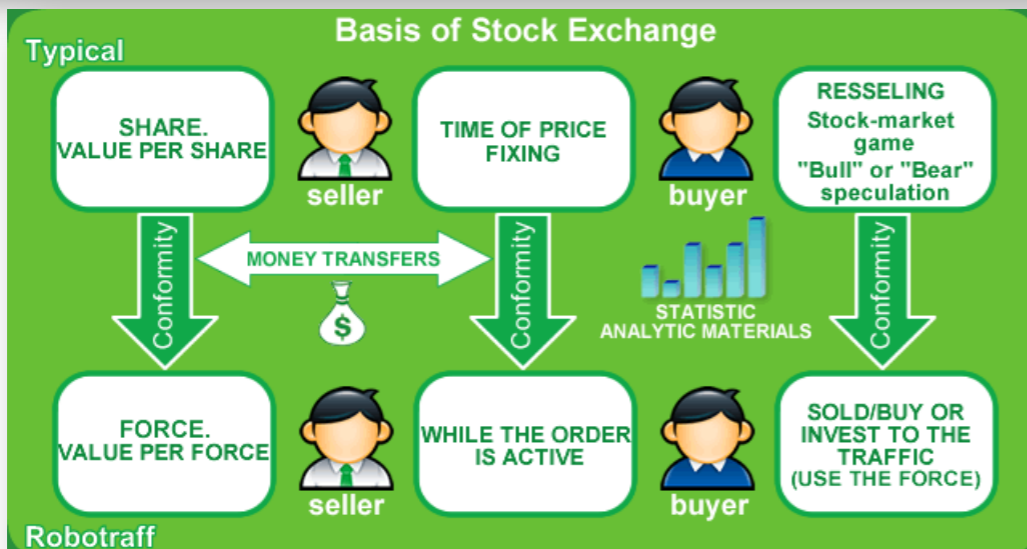 Basis of Stock Exchange
Typical
SHARE.
VALUE PER SHARE
seller
TIME OF PRICE
FIXING
buyer
RESSELING
Stock-market
game
"Bull" or "Bear"
speculation
Conformity
MONEY TRANSFERS
$
Conformity
STATISTIC
ANALYTIC MATERIALS
Conformity
FORCE.
VALUE PER FORCE
seller
WHILE THE ORDER
IS ACTIVE
buyer
SOLD/BUY OR
INVEST TO THE
TRAFFIC
(USE THE FORCE)
Robotraff